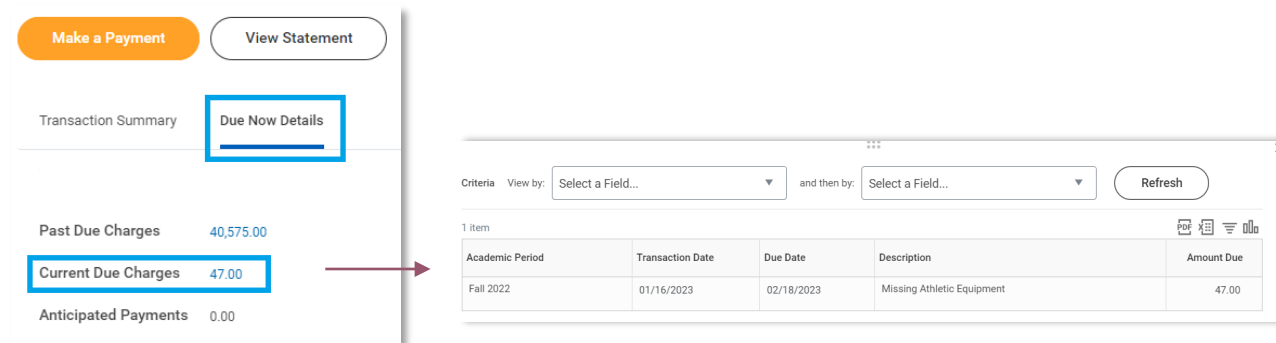 Make a Payment View Statement
Transaction Summary Due Now Details
Past Due Charges 40,575.00
Current Due Charges 47.00
Anticipated Payments 0.00
Criteria View by: Select a Field... and then by: Select a Field... Refresh
1 item
PDF X
Academic Period Transaction Date Due Date Description Amount Due
Fall 2022 01/16/2023 02/18/2023 Missing Athletic Equipment 47.00